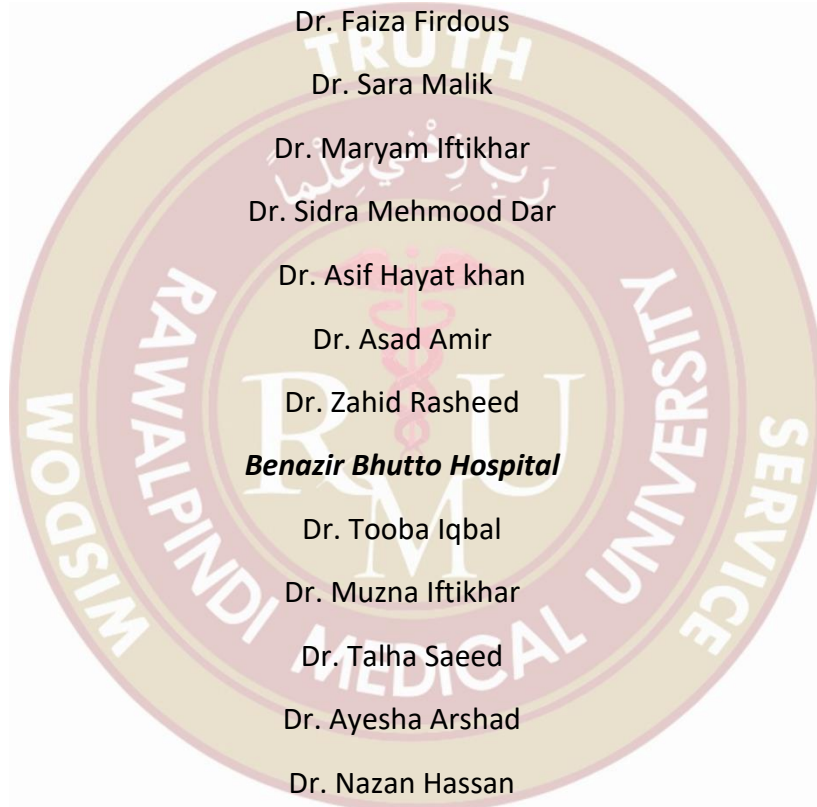 Dr. Faiza Firdous
TRUTH
Dr. Sara Malik
Dr. Maryam Iftikhar
رَبِّ زِدْنِي عِلْمًا
Dr. Sidra Mehmood Dar
Dr. Asif Hayat khan
Dr. Asad Amir
Dr. Zahid Rasheed
Benazir Bhutto Hospital
Dr. Tooba Iqbal
Dr. Muzna Iftikhar
Dr. Talha Saeed
Dr. Ayesha Arshad
Dr. Nazan Hassan
RAWALPINDI MEDICAL UNIVERSITY
WISDOM
SERVICE
RMU